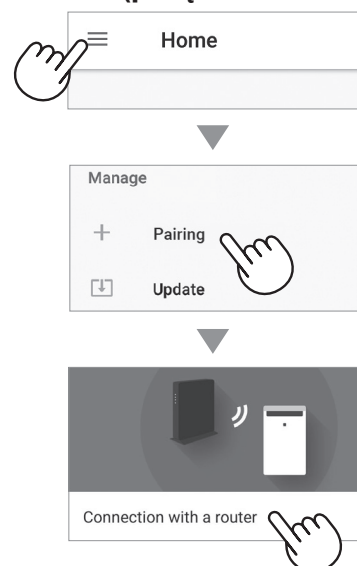 Home
Manage
Pairing
Update
Connection with a router